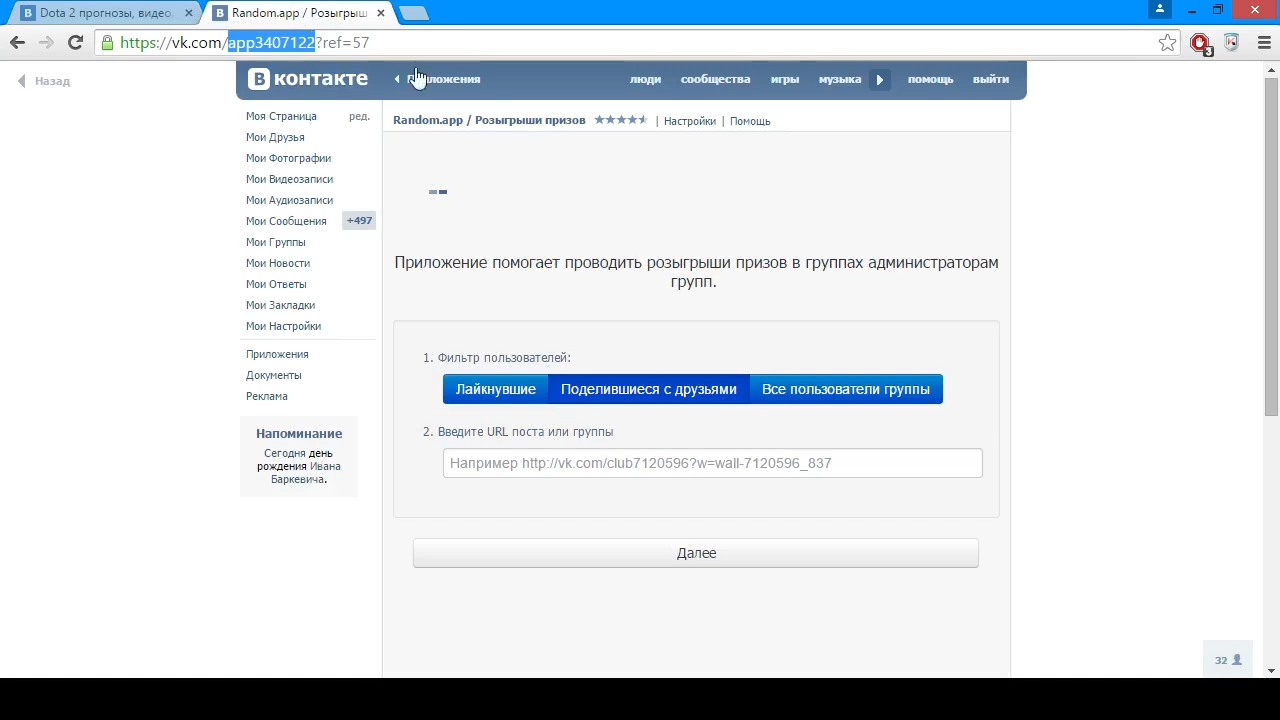 Dota 2 прогнозы, видео.
Random.app / Розыгрыш
https://vk.com/app3407122?ref=57
3
Назад
В контакте
люди сообщества игры музыка помощь выйти
Моя Страница ред.
Мои Друзья
Мои Фотографии
Мои Видеозаписи
Мои Аудиозаписи
Мои Сообщения +497
Мои Группы
Мои Новости
Мои Ответы
Мои Закладки
Мои Настройки
Приложения
Документы
Реклама
Напоминание
Сегодня день
рождения Ивана
Баркевича.
Random.app / Розыгрыши призов | Настройки | Помощь
Приложение помогает проводить розыгрыши призов в группах администраторам
групп.
1. Фильтр пользователей:
Лайкнувшие Поделившиеся с друзьями Все пользователи группы
2. Введите URL поста или группы
Например http://vk.com/club7120596?w=wall-7120596_837
Далее
32